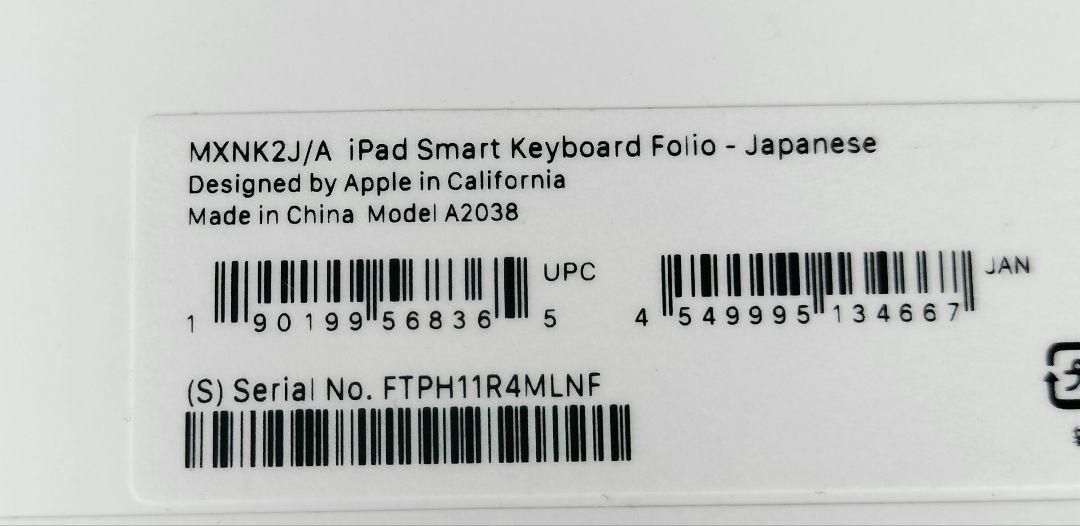 MXNK2J/A iPad Smart Keyboard Folio - Japanese
Designed by Apple in California
Made in China Model A2038
1 90199 56836 5 UPC
4 549995 134667 JAN
(S) Serial No. FTPH11R4MLNF